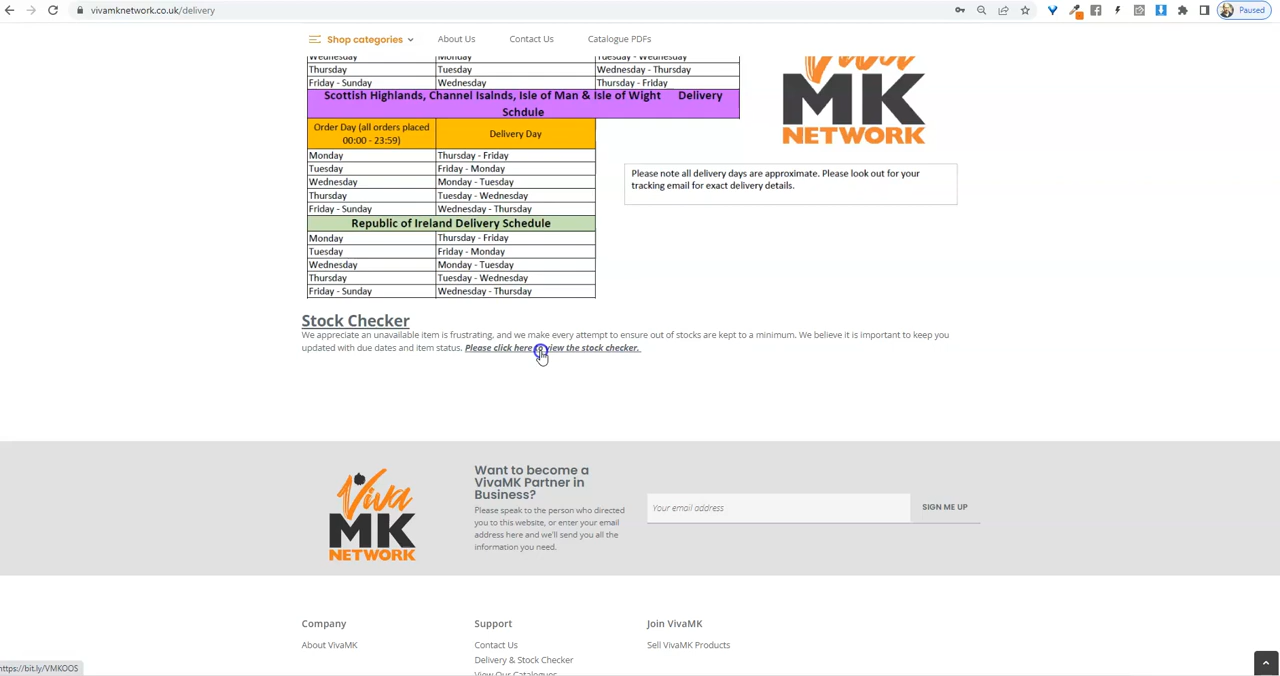 vivamknetwork.co.uk/delivery
Paused
Shop categories
About Us
Contact Us
Catalogue PDFs
Wednesday Monday Tuesday - Wednesday
Thursday Tuesday Wednesday - Thursday
Friday - Sunday Wednesday Thursday - Friday
Scottish Highlands, Channel Isalnds, Isle of Man & Isle of Wight Delivery
Schdule
Order Day (all orders placed
00:00 - 23:59)
Delivery Day
Monday Thursday - Friday
Tuesday Friday - Monday
Wednesday Monday - Tuesday
Thursday Tuesday - Wednesday
Friday - Sunday Wednesday - Thursday
Republic of Ireland Delivery Schedule
Monday Thursday - Friday
Tuesday Friday - Monday
Wednesday Monday - Tuesday
Thursday Tuesday - Wednesday
Friday - Sunday Wednesday - Thursday
Viva
MK
NETWORK
Please note all delivery days are approximate. Please look out for your
tracking email for exact delivery details.
Stock Checker
We appreciate an unavailable item is frustrating, and we make every attempt to ensure out of stocks are kept to a minimum. We believe it is important to keep you
updated with due dates and item status. Please click here to view the stock checker.
Viva
MK
NETWORK
Want to become a
VivaMK Partner in
Business?
Please speak to the person who directed
you to this website, or enter your email
address here and we'll send you all the
information you need.
Your email address
SIGN ME UP
Company
About VivaMK
Support
Contact Us
Delivery & Stock Checker
View Our Catalogues
Join VivaMK
Sell VivaMK Products
https://bit.ly/VMKOOS